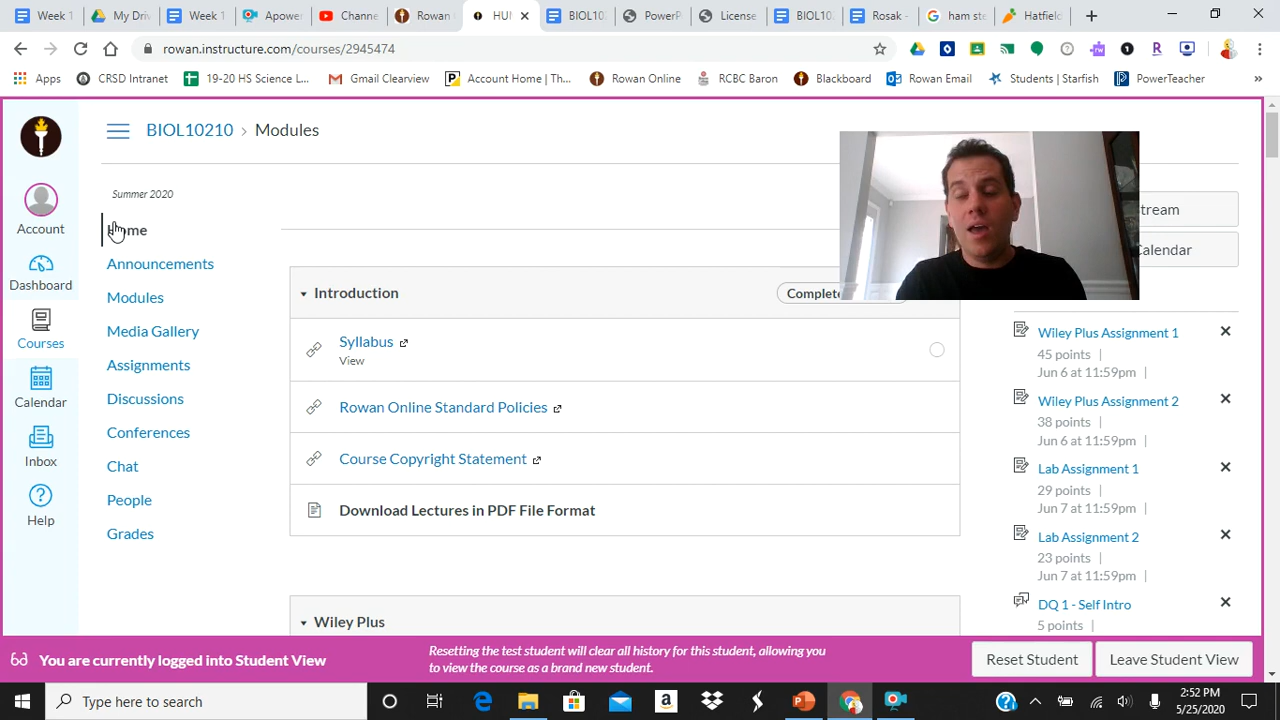 Week 1
My Driv
Week 1
Apower
Channe
Rowan
HUI
BIOL10
PowerP
License
BIOL10
Rosak -
ham ste
Hatfield
rowan.instructure.com/courses/2945474
Apps
CRSD Intranet
19-20 HS Science L...
Gmail Clearview
Account Home | Th...
Rowan Online
RCBC Baron
Blackboard
Rowan Email
Students | Starfish
PowerTeacher
»
BIOL10210 › Modules
Summer 2020
Account
Dashboard
Courses
Calendar
Inbox
Help
Home
Announcements
Modules
Media Gallery
Assignments
Discussions
Conferences
Chat
People
Grades
Introduction
Complete
Syllabus
View
Rowan Online Standard Policies
Course Copyright Statement
Download Lectures in PDF File Format
Wiley Plus
tream
Calendar
Wiley Plus Assignment 1
45 points |
Jun 6 at 11:59pm |
Wiley Plus Assignment 2
38 points |
Jun 6 at 11:59pm |
Lab Assignment 1
29 points |
Jun 7 at 11:59pm |
Lab Assignment 2
23 points |
Jun 7 at 11:59pm |
DQ 1 - Self Intro
5 points |
You are currently logged into Student View
Resetting the test student will clear all history for this student, allowing you
to view the course as a brand new student.
Reset Student
Leave Student View
Type here to search
2:52 PM
5/25/2020